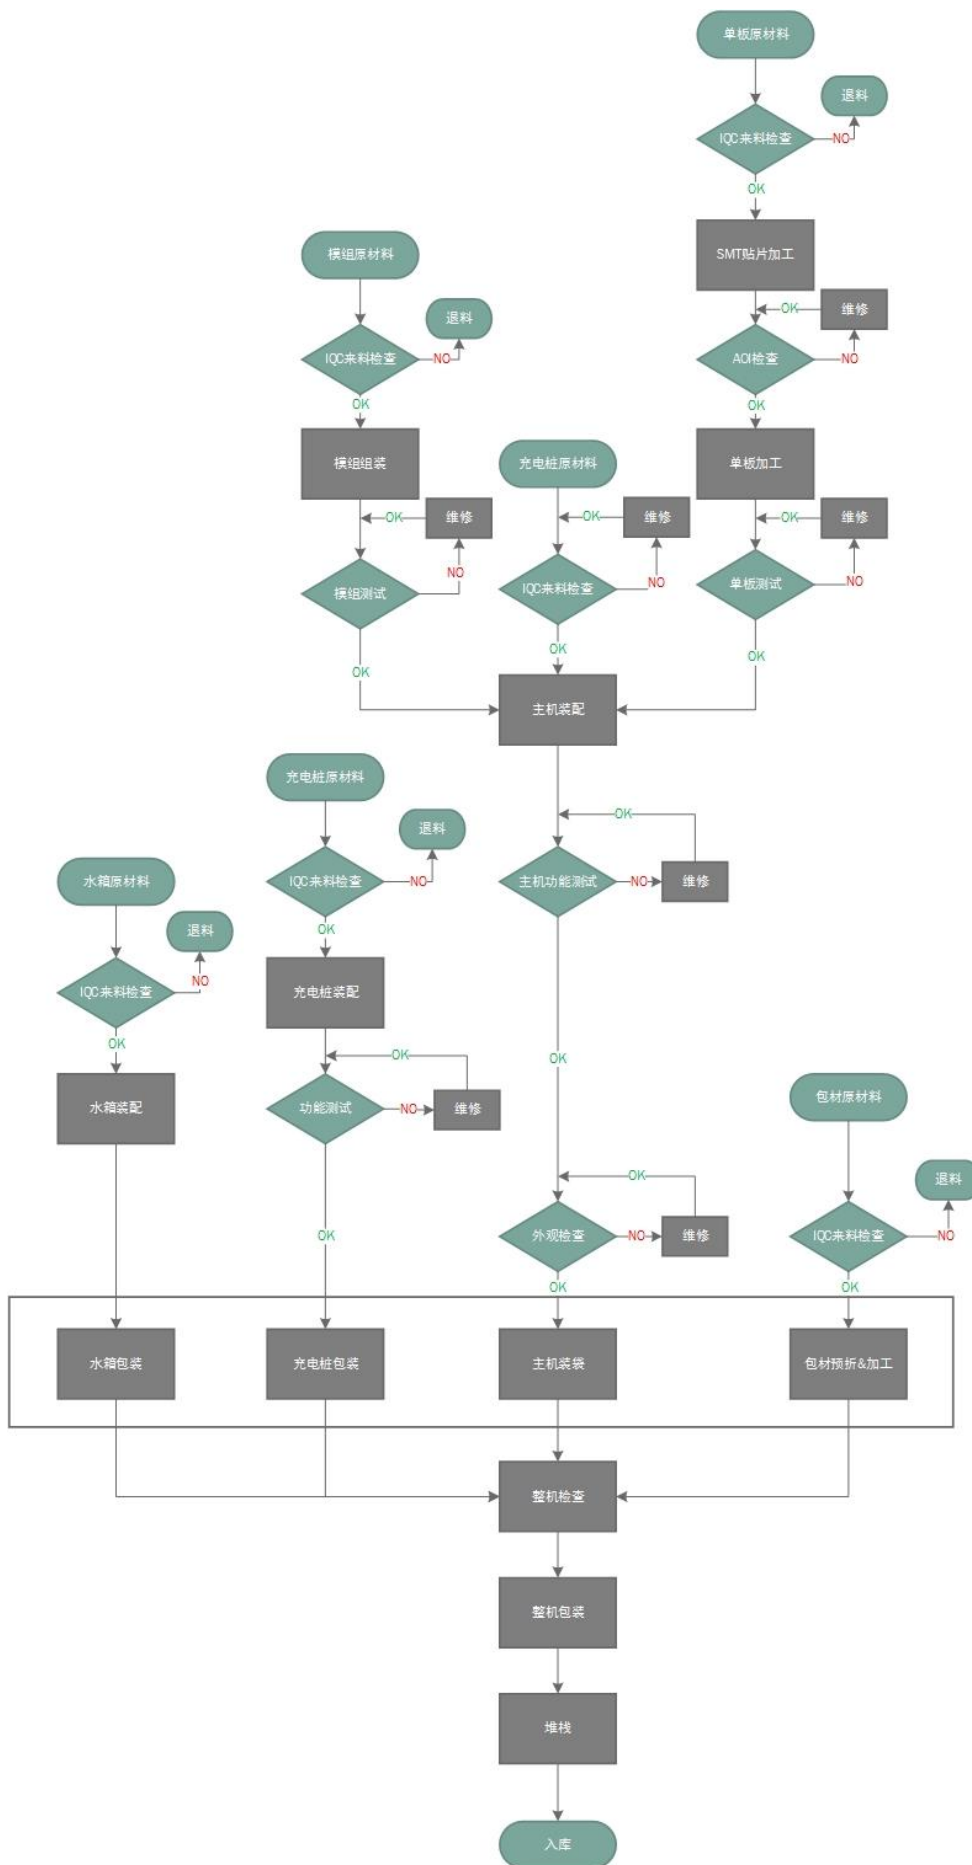 单板原材料
退料
IQC来料检查
NO
OK
SMT贴片加工
模组原材料
维修
OK
退料
IQC来料检查
NO
AOI检查
NO
OK
OK
模组组装
充电桩原材料
单板加工
维修
OK
维修
OK
维修
OK
NO
NO
NO
模组测试
IQC来料检查
单板测试
OK
OK
OK
主机装配
充电桩原材料
OK
退料
水箱原材料
IQC来料检查
NO
主机功能测试
NO
维修
OK
退料
NO
IQC来料检查
充电桩装配
OK
OK
OK
水箱装配
功能测试
NO
维修
包材原材料
OK
退料
OK
外观检查
NO
维修
IQC来料检查
NO
OK
OK
水箱包装
充电桩包装
主机装袋
包材预折&加工
整机检查
整机包装
堆栈
入库